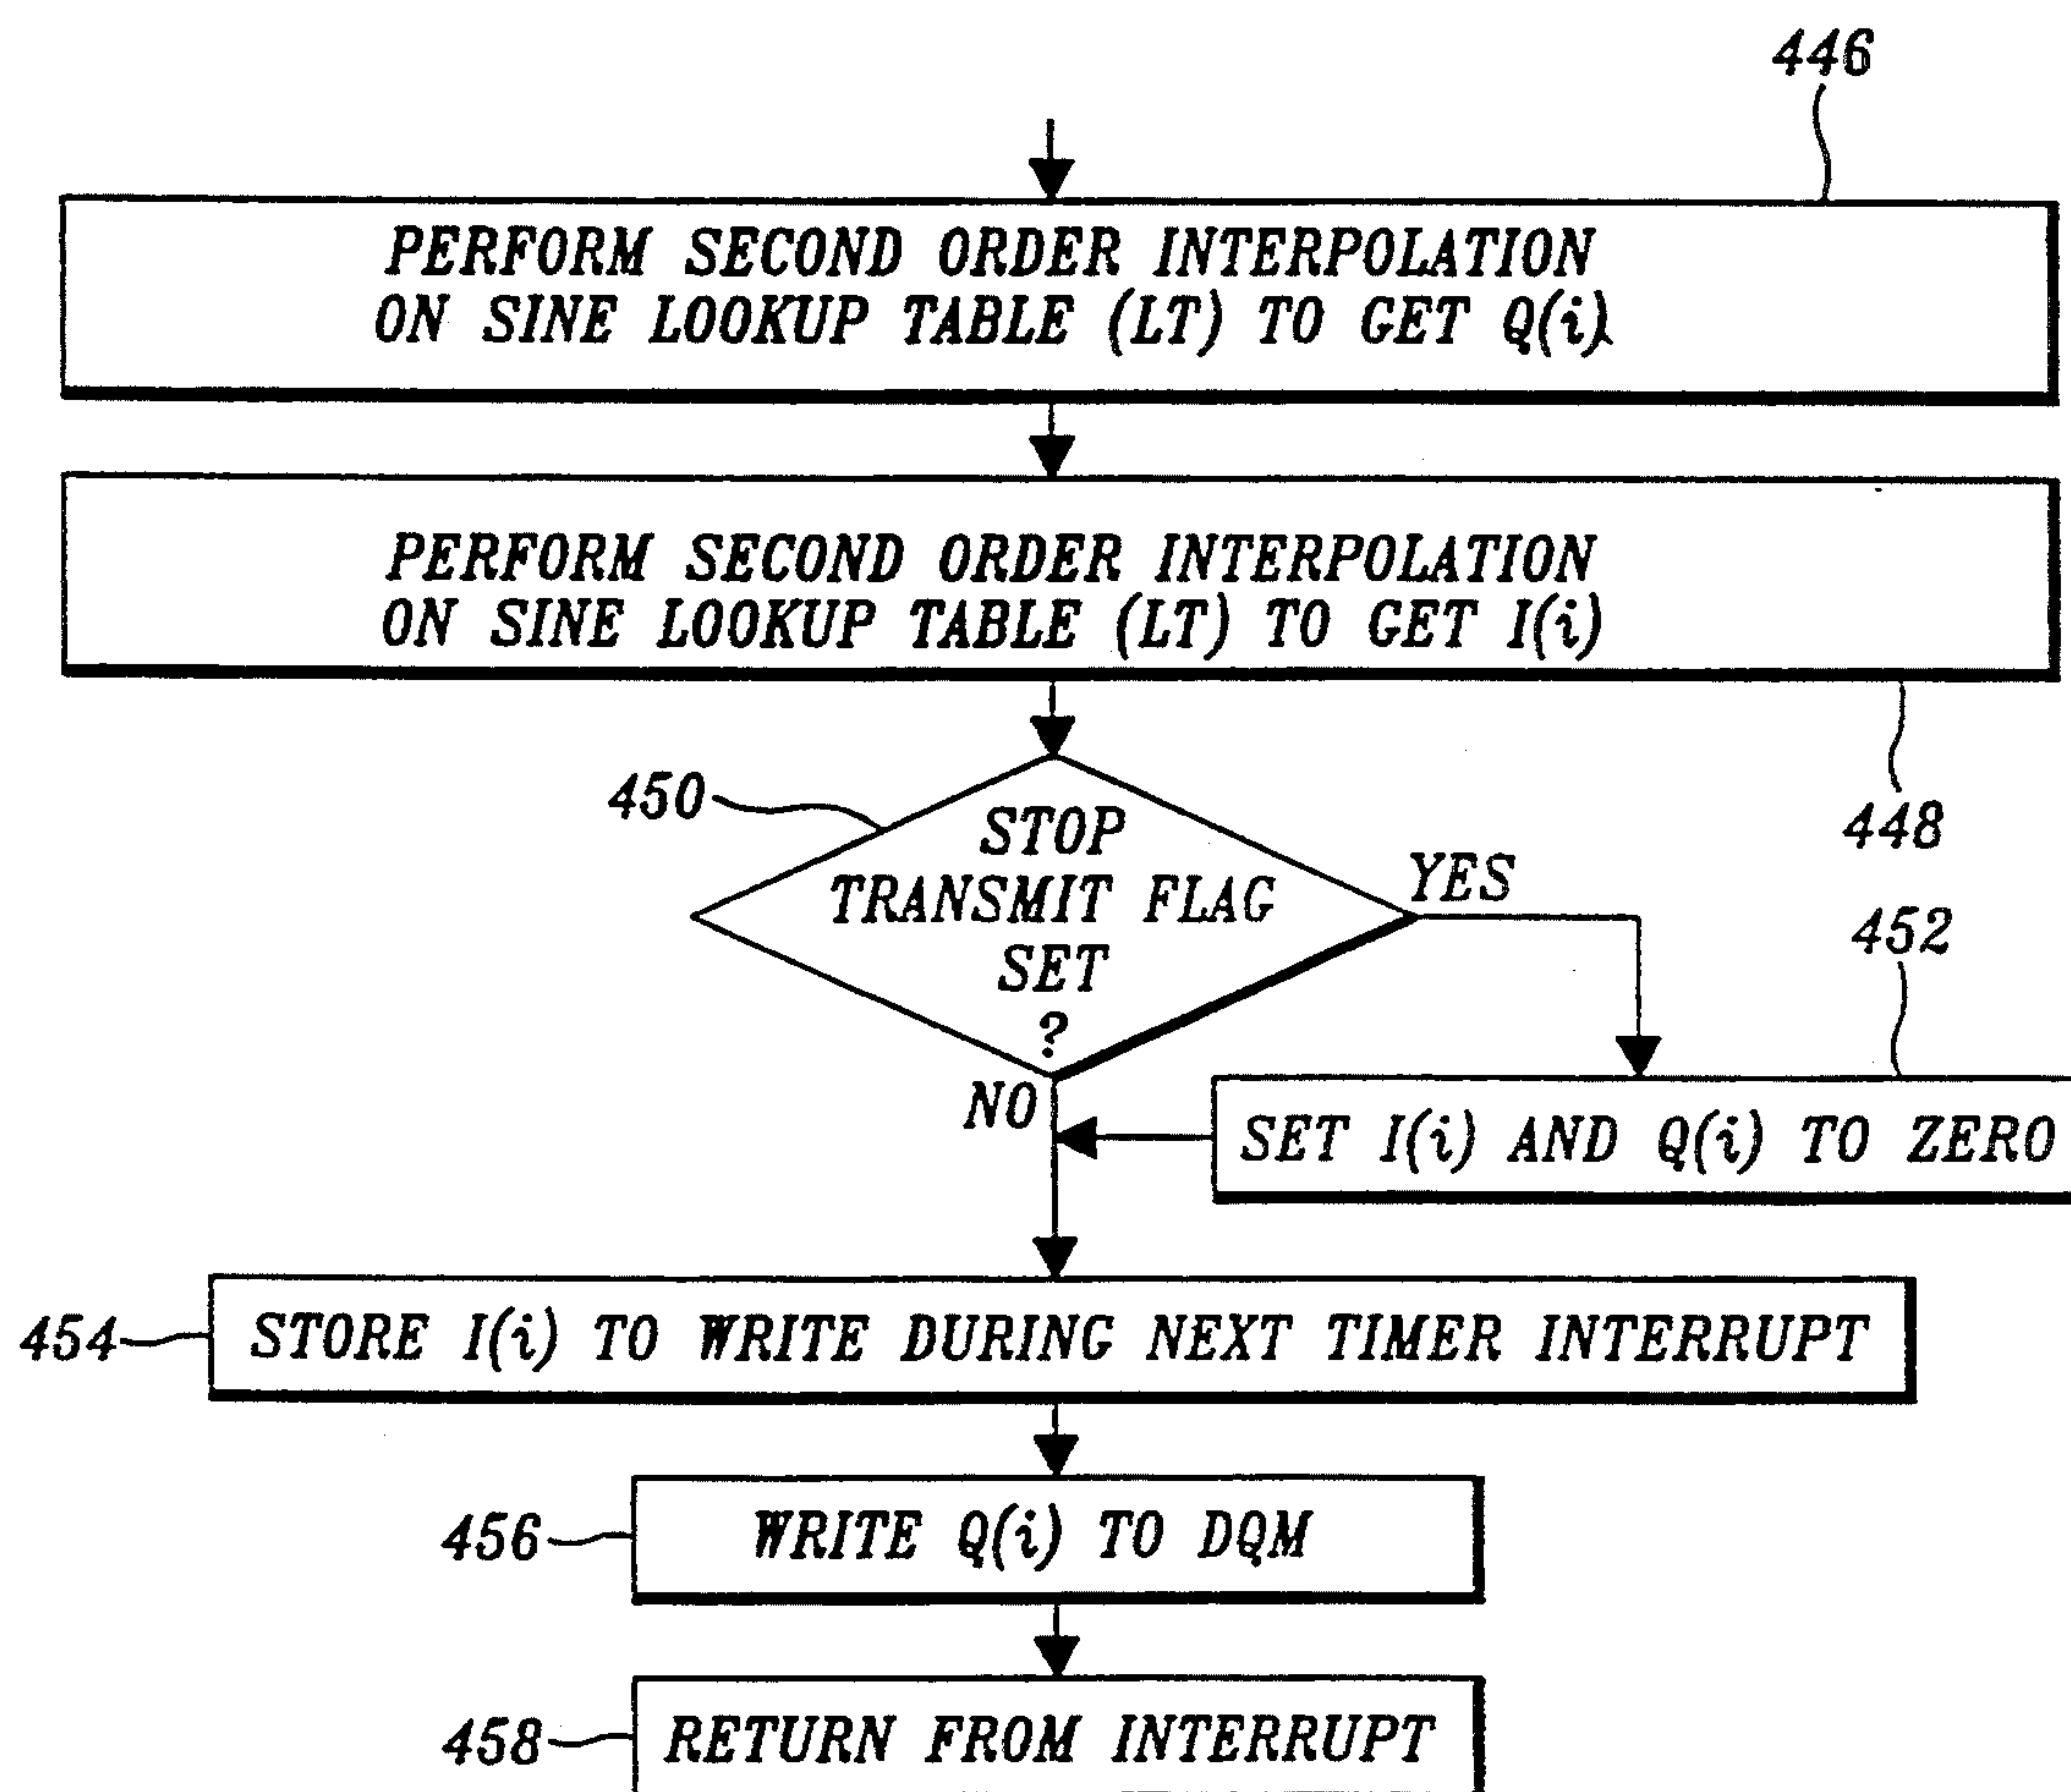 446
PERFORM SECOND ORDER INTERPOLATION
ON SINE LOOKUP TABLE (LT) TO GET Q(i)
PERFORM SECOND ORDER INTERPOLATION
ON SINE LOOKUP TABLE (LT) TO GET I(i)
448
450
STOP
TRANSMIT FLAG
SET
?
YES
452
NO
SET I(i) AND Q(i) TO ZERO
454
STORE I(i) TO WRITE DURING NEXT TIMER INTERRUPT
456
WRITE Q(i) TO DQM
458
RETURN FROM INTERRUPT